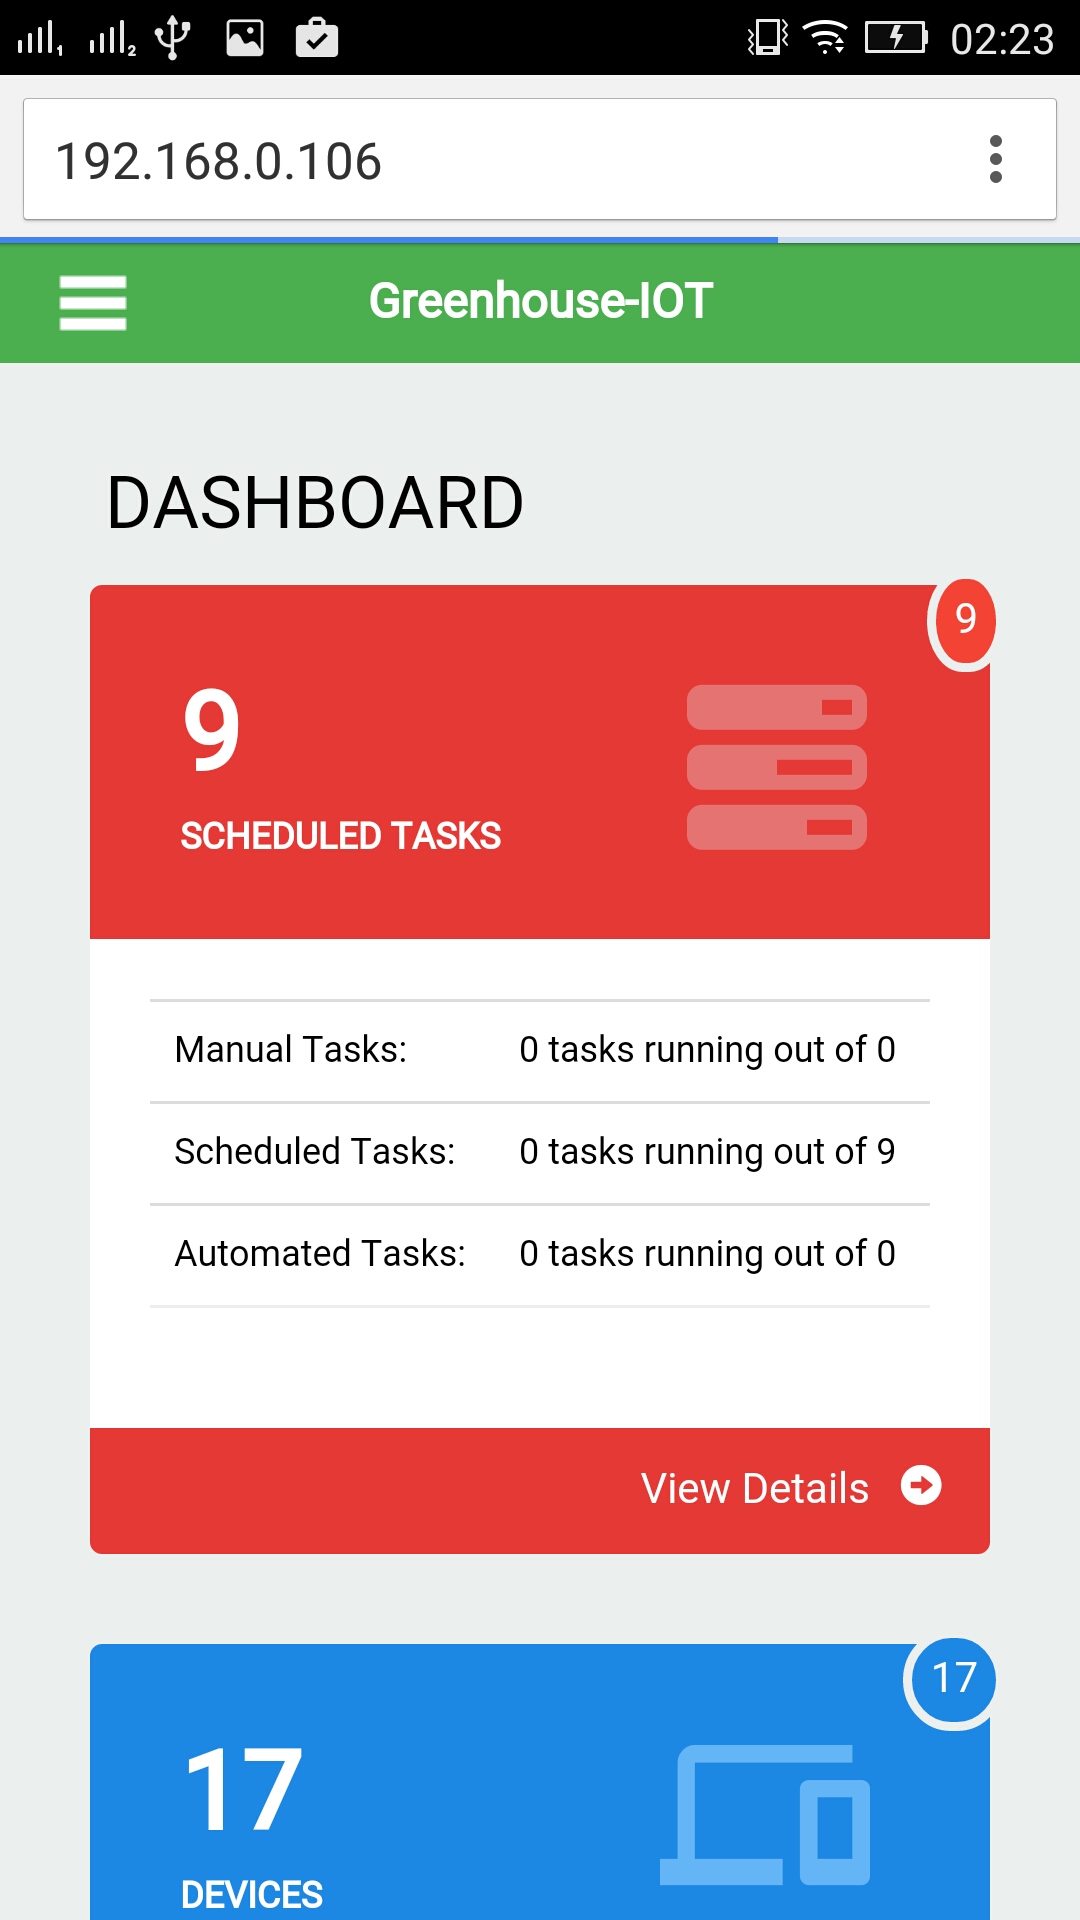 1 2 02:23
192.168.0.106
Greenhouse-IOT
DASHBOARD
9
9
SCHEDULED TASKS
Manual Tasks: 0 tasks running out of 0
Scheduled Tasks: 0 tasks running out of 9
Automated Tasks: 0 tasks running out of 0
View Details
17
17
DEVICES